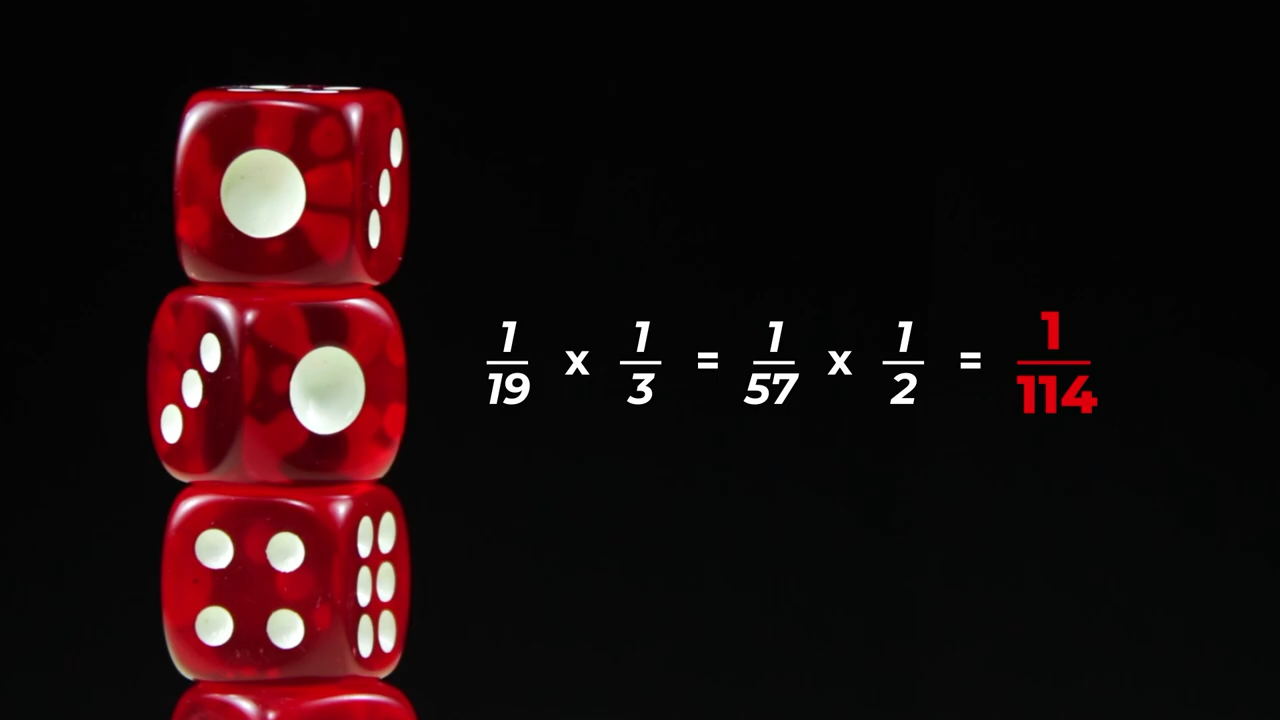 1/19 x 1/3 = 1/57 x 1/2 = 1/114